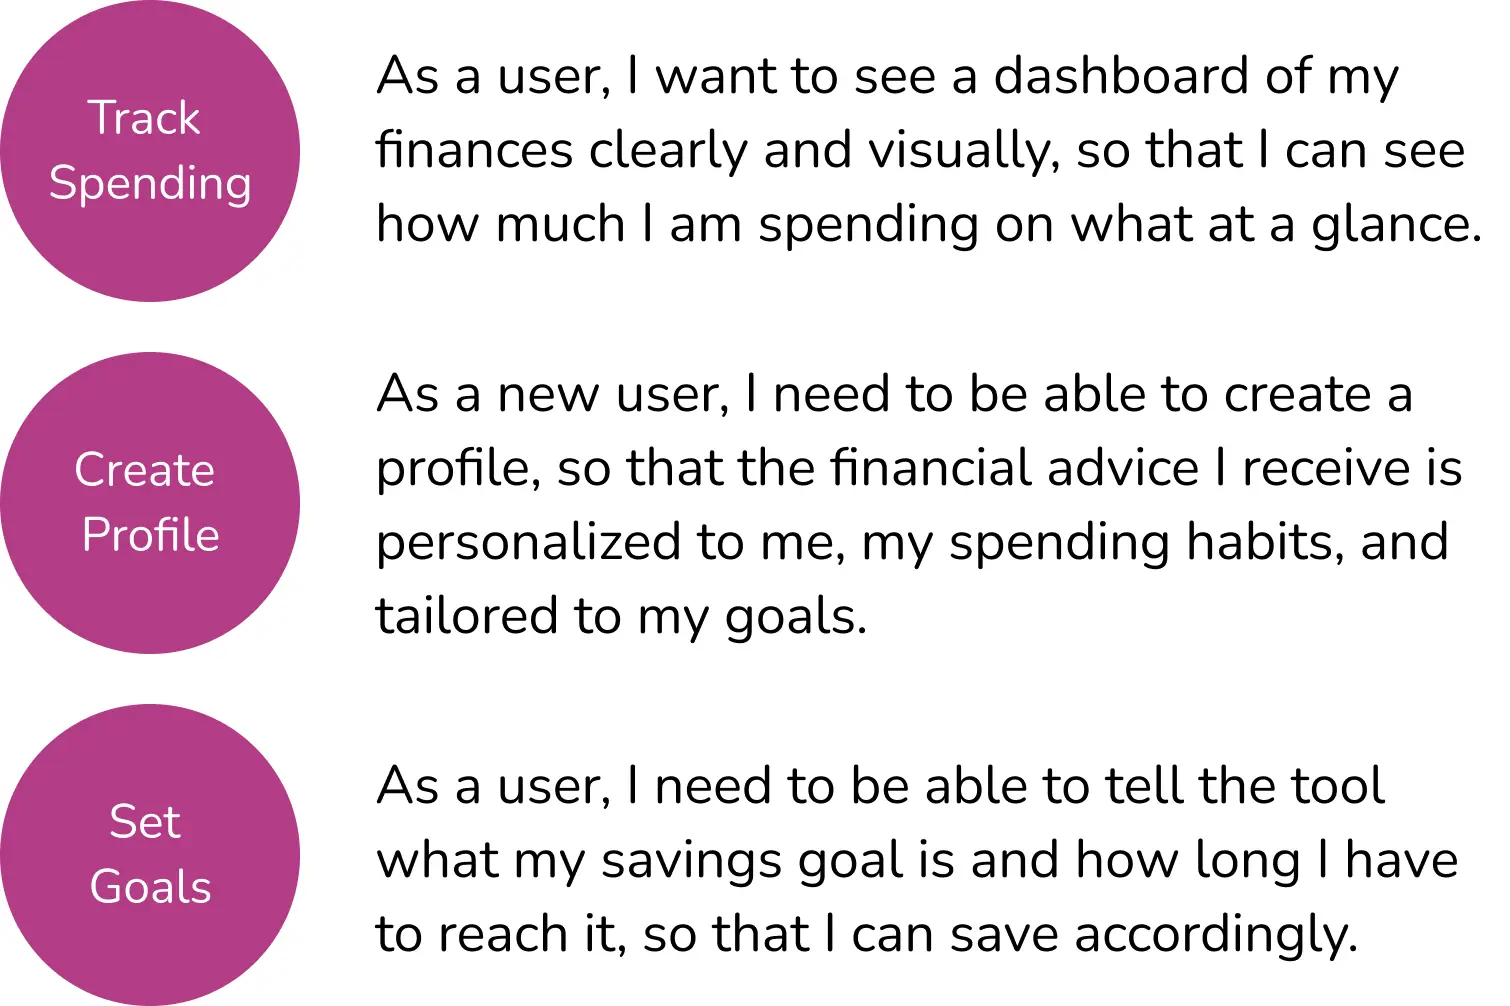 Track
Spending
As a user, I want to see a dashboard of my
finances clearly and visually, so that I can see
how much I am spending on what at a glance.
Create
Profile
As a new user, I need to be able to create a
profile, so that the financial advice I receive is
personalized to me, my spending habits, and
tailored to my goals.
Set
Goals
As a user, I need to be able to tell the tool
what my savings goal is and how long I have
to reach it, so that I can save accordingly.